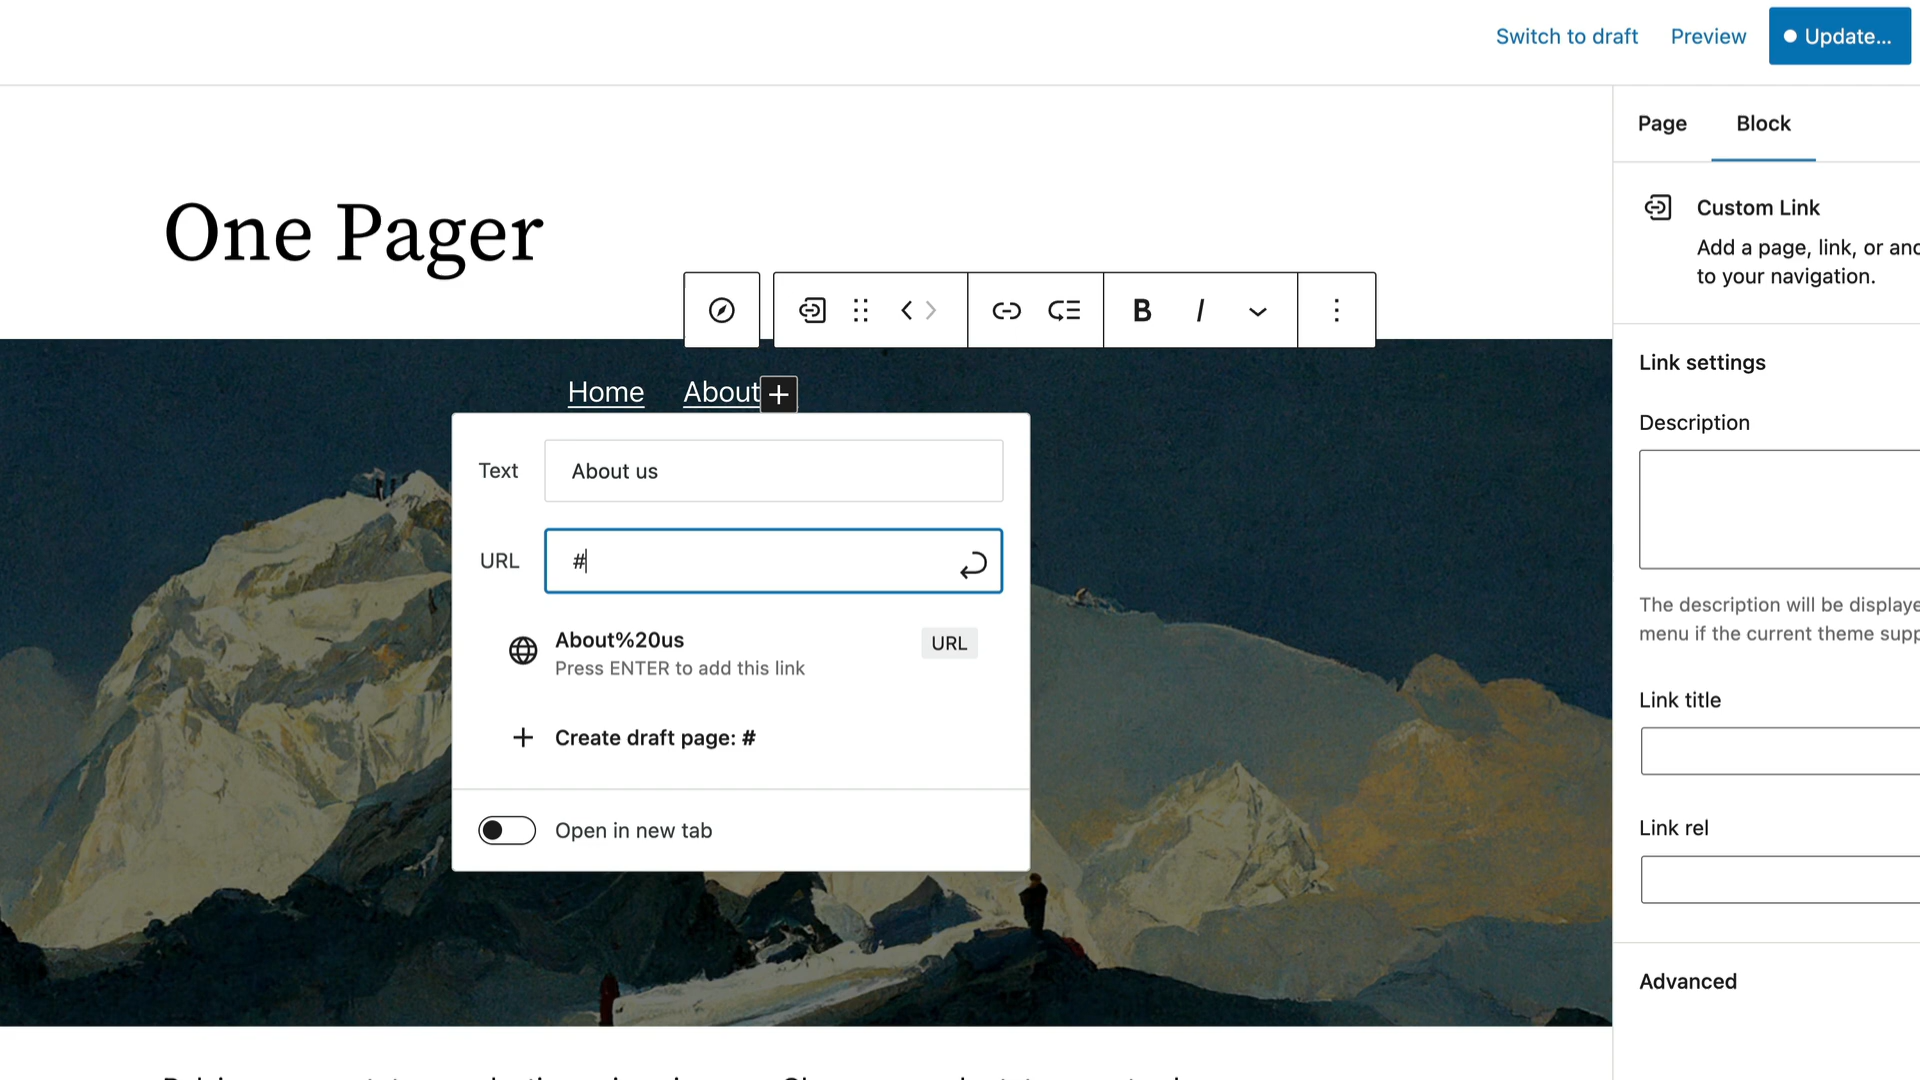 Switch to draft Preview Update...
Page Block
One Pager
Custom Link
Add a page, link, or
to your navigation.
B I
Home About
Link settings
Text About us
Description
URL #
The description will be
menu if the current theme
About%20us URL
Press ENTER to add this link
Link title
+ Create draft page: #
Open in new tab
Link rel
Advanced